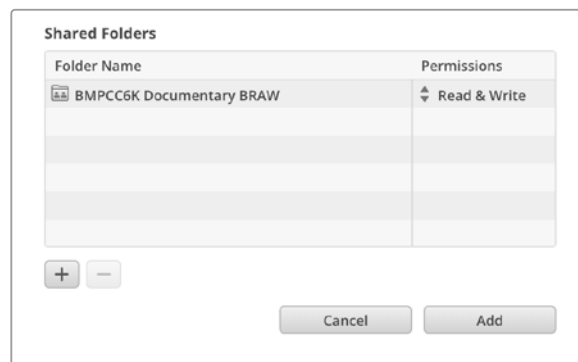 Shared Folders
Folder Name Permissions
BMPCC6K Documentary BRAW Read & Write
Cancel Add